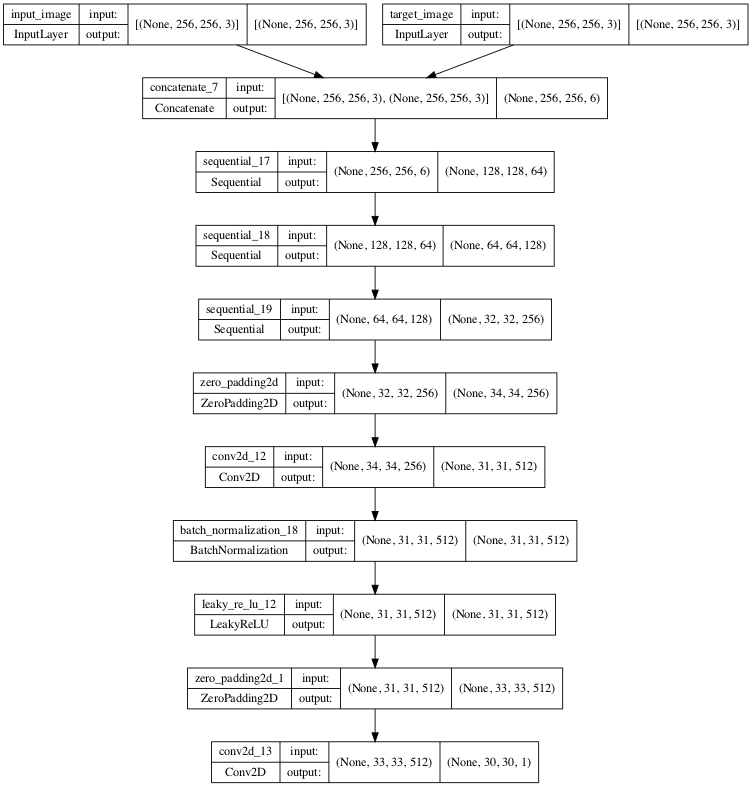 input_image input: [(None, 256, 256, 3)] [(None, 256, 256, 3)]
InputLayer output:
target_image input: [(None, 256, 256, 3)] [(None, 256, 256, 3)]
InputLayer output:
concatenate_7 input: [(None, 256, 256, 3), (None, 256, 256, 3)] (None, 256, 256, 6)
Concatenate output:
sequential_17 input: (None, 256, 256, 6) (None, 128, 128, 64)
Sequential output:
sequential_18 input: (None, 128, 128, 64) (None, 64, 64, 128)
Sequential output:
sequential_19 input: (None, 64, 64, 128) (None, 32, 32, 256)
Sequential output:
zero_padding2d input: (None, 32, 32, 256) (None, 34, 34, 256)
ZeroPadding2D output:
conv2d_12 input: (None, 34, 34, 256) (None, 31, 31, 512)
Conv2D output:
batch_normalization_18 input: (None, 31, 31, 512) (None, 31, 31, 512)
BatchNormalization output:
leaky_re_lu_12 input: (None, 31, 31, 512) (None, 31, 31, 512)
LeakyReLU output:
zero_padding2d_1 input: (None, 31, 31, 512) (None, 33, 33, 512)
ZeroPadding2D output:
conv2d_13 input: (None, 33, 33, 512) (None, 30, 30, 1)
Conv2D output: